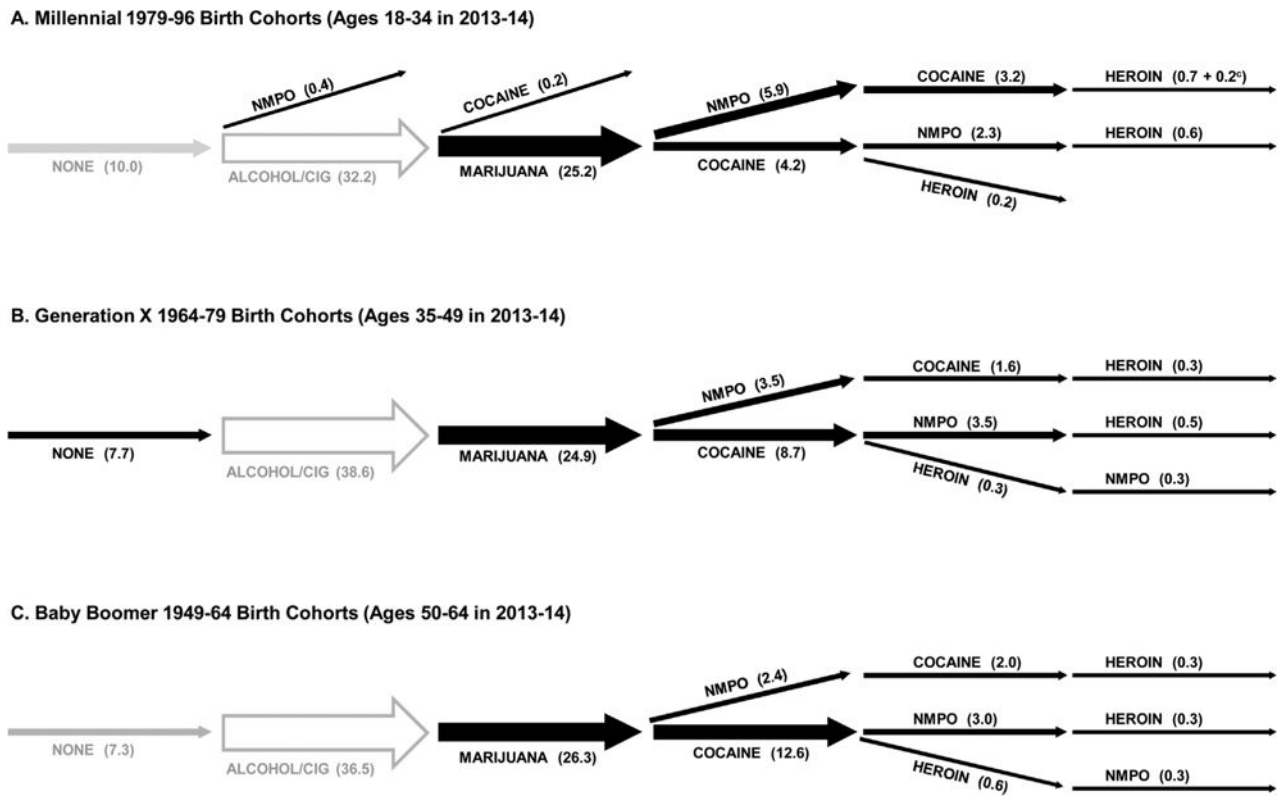 A. Millennial 1979-96 Birth Cohorts (Ages 18-34 in 2013-14)
NMPO (0.4)
COCAINE (0.2)
NMPO (5.9)
COCAINE (3.2)
HEROIN (0.7 + 0.2ᶜ)
NONE (10.0)
ALCOHOL/CIG (32.2)
MARIJUANA (25.2)
COCAINE (4.2)
NMPO (2.3)
HEROIN (0.6)
HEROIN (0.2)
B. Generation X 1964-79 Birth Cohorts (Ages 35-49 in 2013-14)
NMPO (3.5)
COCAINE (1.6)
HEROIN (0.3)
NONE (7.7)
ALCOHOL/CIG (38.6)
MARIJUANA (24.9)
COCAINE (8.7)
NMPO (3.5)
HEROIN (0.5)
HEROIN (0.3)
NMPO (0.3)
C. Baby Boomer 1949-64 Birth Cohorts (Ages 50-64 in 2013-14)
NMPO (2.4)
COCAINE (2.0)
HEROIN (0.3)
NONE (7.3)
ALCOHOL/CIG (36.5)
MARIJUANA (26.3)
COCAINE (12.6)
NMPO (3.0)
HEROIN (0.3)
HEROIN (0.6)
NMPO (0.3)